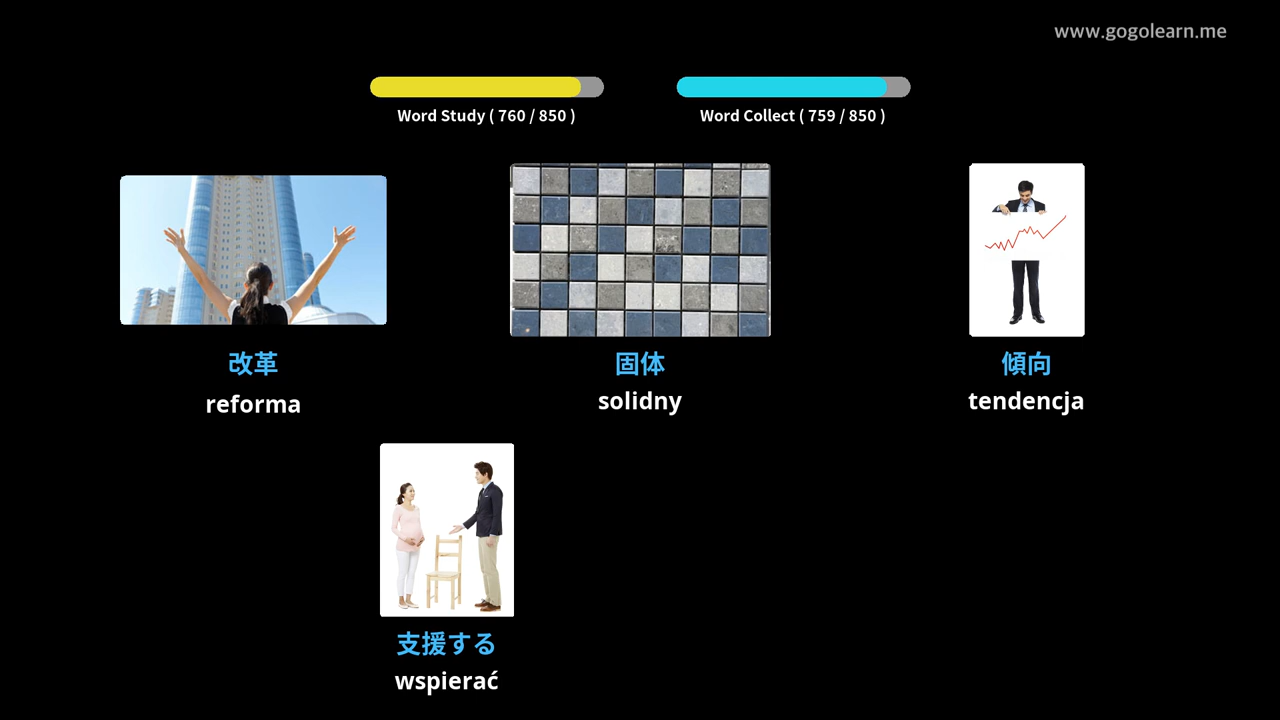 www.gogolearn.me
Word Study ( 760 / 850 )
Word Collect ( 759 / 850 )
改革
reforma
固体
solidny
傾向
tendencja
支援する
wspierać